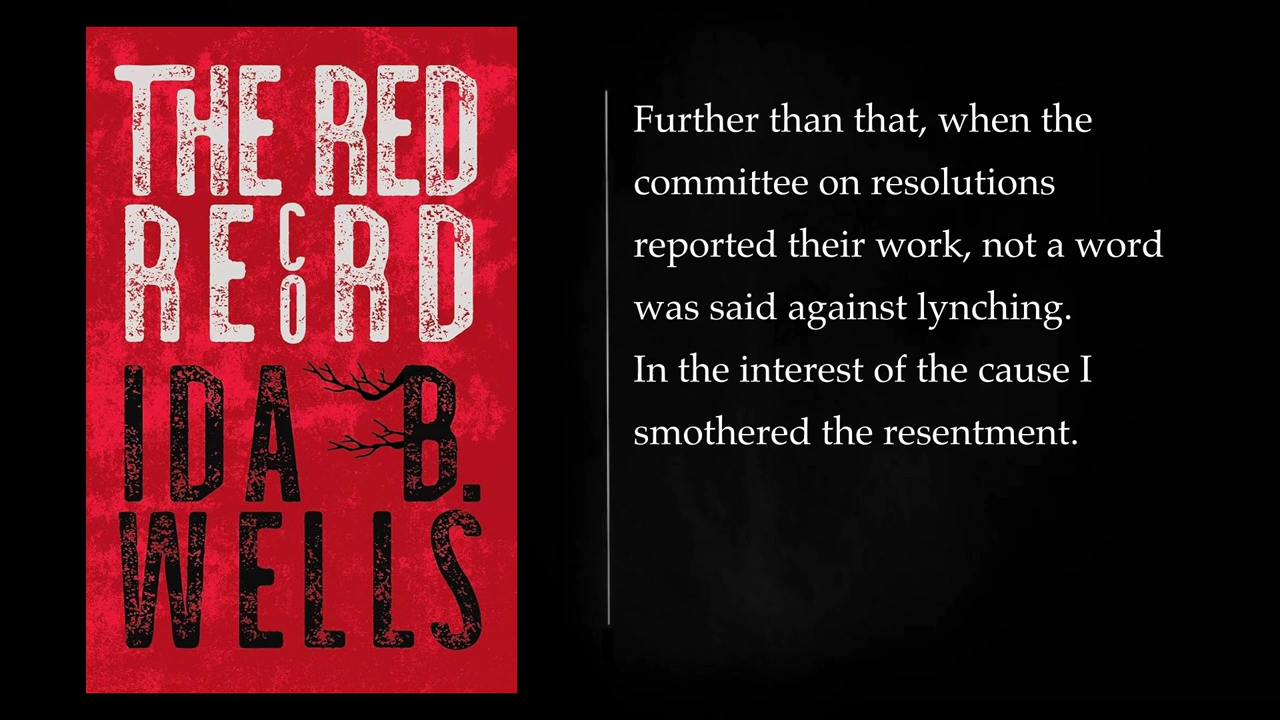 THE RED
RECORD
IDA B.
WELLS
Further than that, when the
committee on resolutions
reported their work, not a word
was said against lynching.
In the interest of the cause I
smothered the resentment.